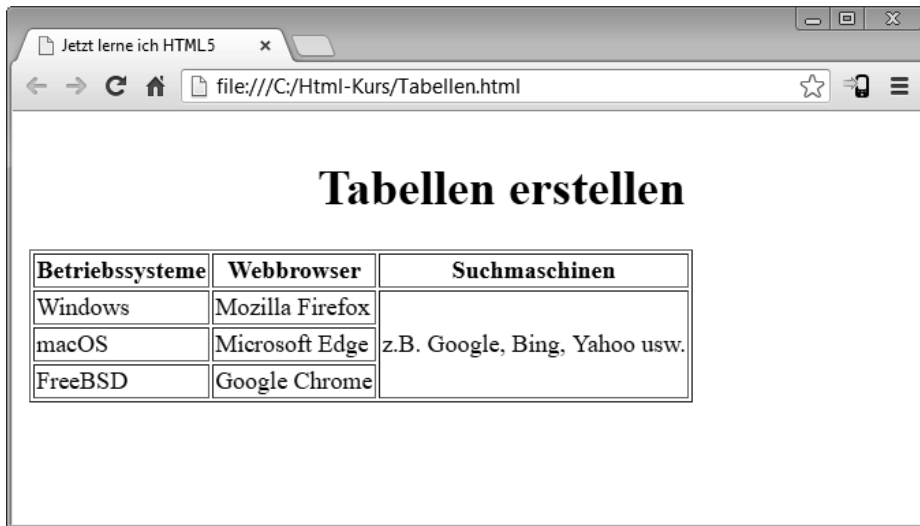 Jetzt lerne ich HTML5
file:///C:/Html-Kurs/Tabellen.html
Tabellen erstellen
Betriebssysteme Webbrowser Suchmaschinen
Windows Mozilla Firefox
macOS Microsoft Edge z.B. Google, Bing, Yahoo usw.
FreeBSD Google Chrome